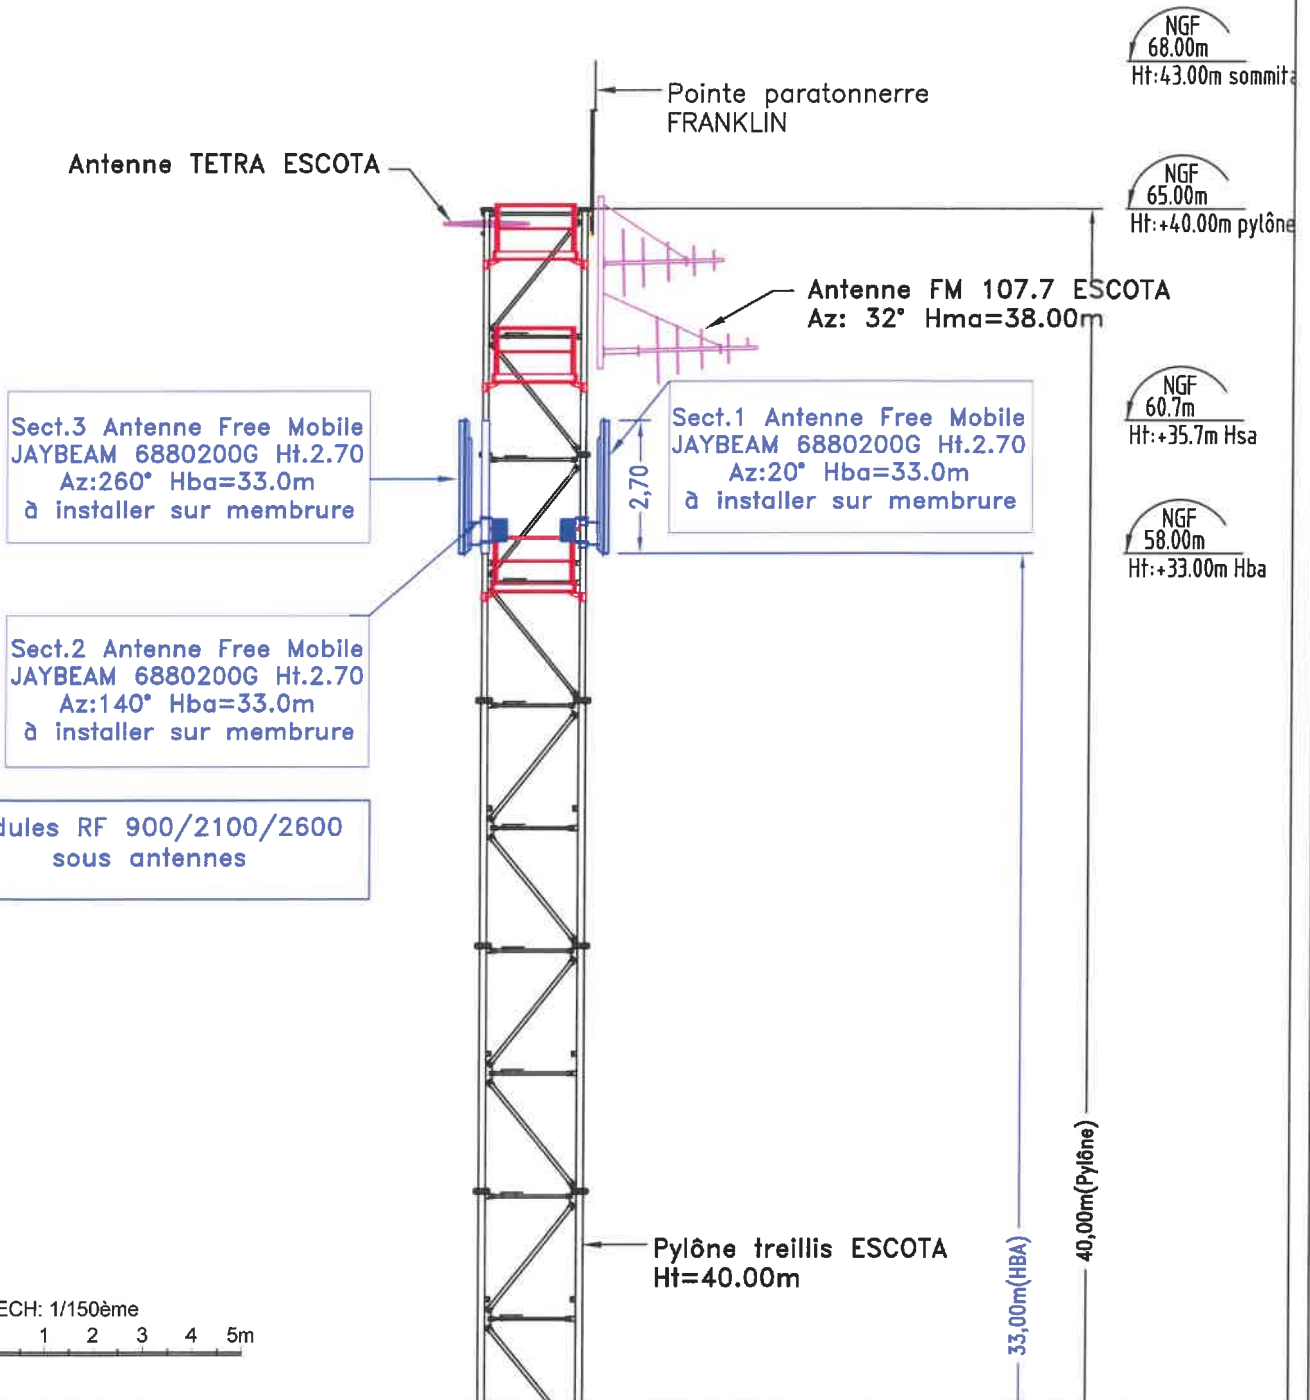 NGF
68.00m
Ht:43.00m
Pointe paratonnerre
FRANKLIN
Antenne TETRA ESCOTA
NGF
65.00m
Ht:+40.00m pylône
Antenne FM 107.7 ESCOTA
Az: 32° Hma=38.00m
NGF
60.7m
Ht:+35.7m Hsa
Sect.3 Antenne Free Mobile
JAYBEAM 6880200G Ht.2.70
Az:260° Hba=33.0m
à installer sur membrure
2,70
Sect.1 Antenne Free Mobile
JAYBEAM 6880200G Ht.2.70
Az:20° Hba=33.0m
à installer sur membrure
NGF
58.00m
Ht:+33.00m Hba
Sect.2 Antenne Free Mobile
JAYBEAM 6880200G Ht.2.70
Az:140° Hba=33.0m
à installer sur membrure
RF 900/2100/2600
sous antennes
40,00m(Pylône)
33,00m(HBA)
Pylône treillis ESCOTA
Ht=40.00m
ECH: 1/150ème
1 2 3 4 5m